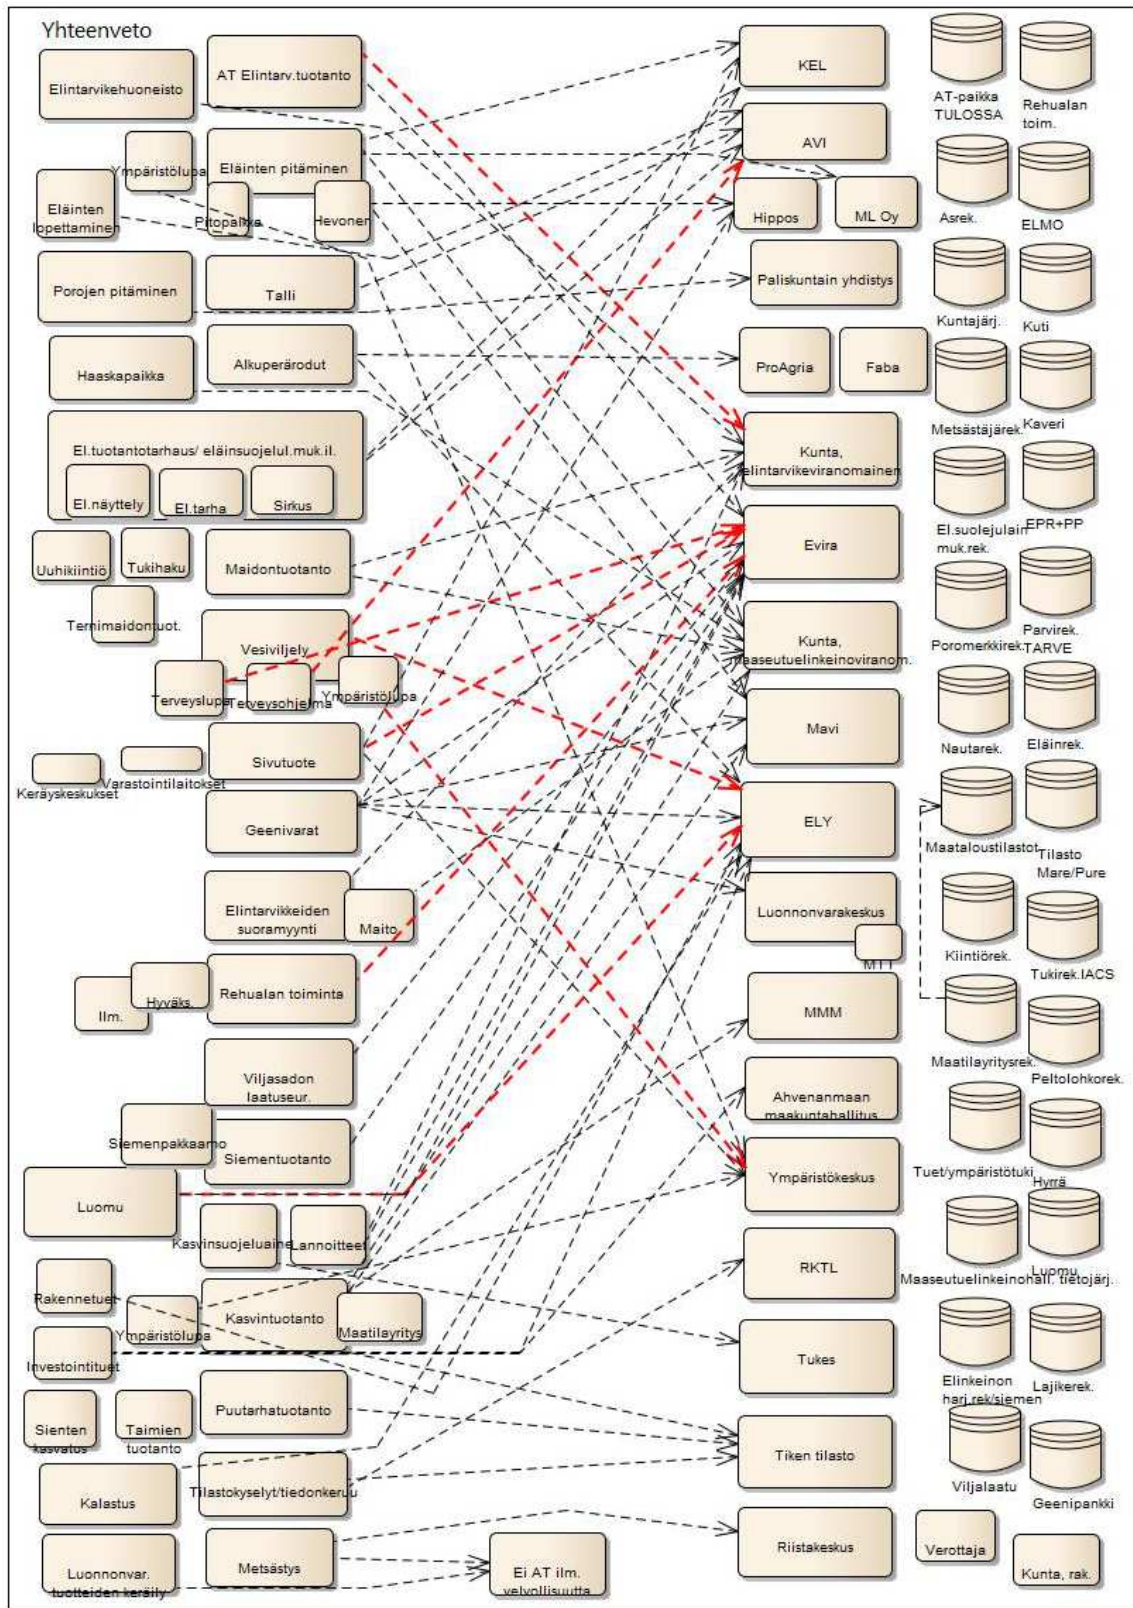 Yhteenveto
Elintarvikehuoneisto
AT Elintarv.tuotanto
Ympäristölupa
Eläinten pitäminen
Eläinten
lopettaminen
Pitopaikka
Hevonen
Porojen pitäminen
Talli
Haaskapaikka
Alkuperärodut
El.tuotantotarhaus/ eläinsuojelul.muk.il.
El.näyttely
El.tarha
Sirkus
Uuhikiintiö
Tukihaku
Maidontuotanto
Ternimaidontuot.
Vesiviljely
Terveyslupa
Terveysohjelma
Ympäristölupa
Sivutuote
Keräyskeskukset
Varastointilaitokset
Geenivarat
Elintarvikkeiden
suoramyynti
Maito
Ilm.
Hyväks.
Rehualan toiminta
Viljasadon
laatuseur.
Siemenpakkaamo
Siementuotanto
Luomu
Kasvinsuojeluaine
Lannoitteet
Rakennetuet
Ympäristölupa
Kasvintuotanto
Maatilayritys
Investointituet
Sienten
kasvatus
Taimien
tuotanto
Puutarhatuotanto
Kalastus
Tilastokyselyt/tiedonkeruu
Luonnonvar.
tuotteiden keräily
Metsästys
Ei AT ilm.
velvollisuutta
KEL
AVI
Hippos
ML Oy
Paliskuntain yhdistys
ProAgria
Faba
Kunta,
elintarvikeviranomainen
Evira
Kunta,
maaseutuelinkeinoviranom.
Mavi
ELY
Luonnonvarakeskus
MTT
MMM
Ahvenanmaan
maakuntahallitus
Ympäristökeskus
RKTL
Tukes
Tiken tilasto
Riistakeskus
AT-paikka
TULOSSA
Rehualan
toim.
Asrek.
ELMO
Kuntajärj.
Kuti
Metsästäjärek.
Kaveri
El.suolejulain
muk.rek.
EPR+PP
Poromerkkirek.
Parvirek.
TARVE
Nautarek.
Eläinrek.
Maataloustilastot
Tilasto
Mare/Pure
Kiintiörek.
Tukirek.IACS
Maatilayritysrek.
Peltolohkorek.
Tuet/ympäristötuki
Hyrrä
Maaseutuelinkeinohall. tietojärj.
Luomu
Elinkeinon
harj.rek/siemen
Lajikerek.
Viljalaatu
Geenipankki
Verottaja
Kunta, rak.